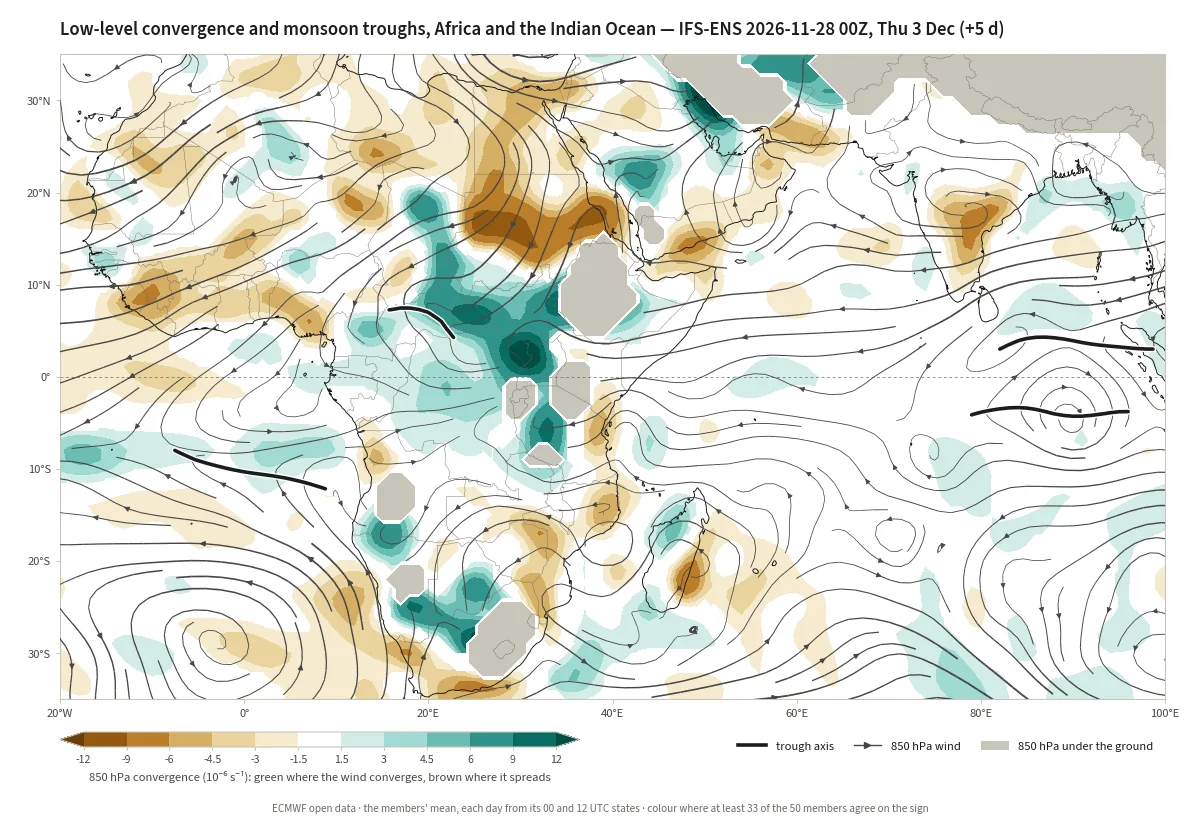 Low-level convergence and monsoon troughs, Africa and the Indian Ocean — IFS-ENS 2026-11-28 00Z, Thu 3 Dec (+5 d)
30°N
20°N
10°N
0°
10°S
20°S
30°S
20°W 0° 20°E 40°E 60°E 80°E 100°E
-12 -9 -6 -4.5 -3 -1.5 1.5 3 4.5 6 9 12
850 hPa convergence (10⁻⁶ s⁻¹): green where the wind converges, brown where it spreads
trough axis 850 hPa wind 850 hPa under the ground
ECMWF open data · the members' mean, each day from its 00 and 12 UTC states · colour where at least 33 of the 50 members agree on the sign